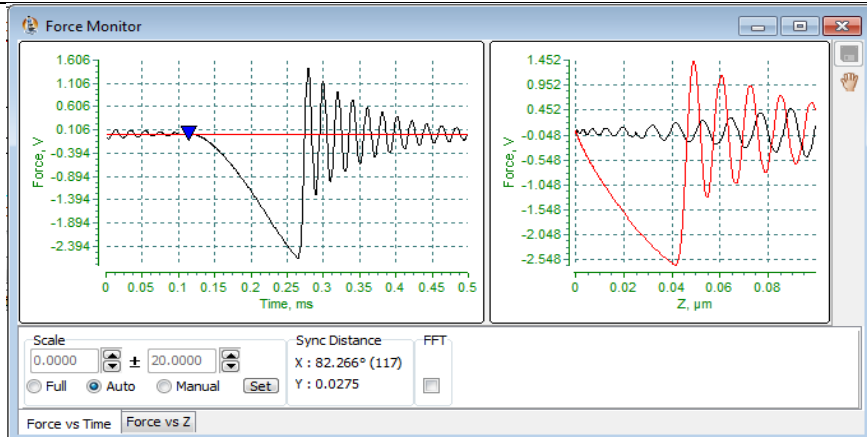 Force Monitor
1.606
1.106
0.606
0.106
-0.394
-0.894
-1.394
-1.894
-2.394
Force, V
0 0.05 0.1 0.15 0.2 0.25 0.3 0.35 0.4 0.45 0.5
Time, ms
1.452
0.952
0.452
-0.048
-0.548
-1.048
-1.548
-2.048
-2.548
Force, V
0 0.02 0.04 0.06 0.08
Z, µm
Scale
0.0000 ± 20.0000
Full Auto Manual Set
Sync Distance
X : 82.266° (117)
Y : 0.0275
FFT
Force vs Time Force vs Z